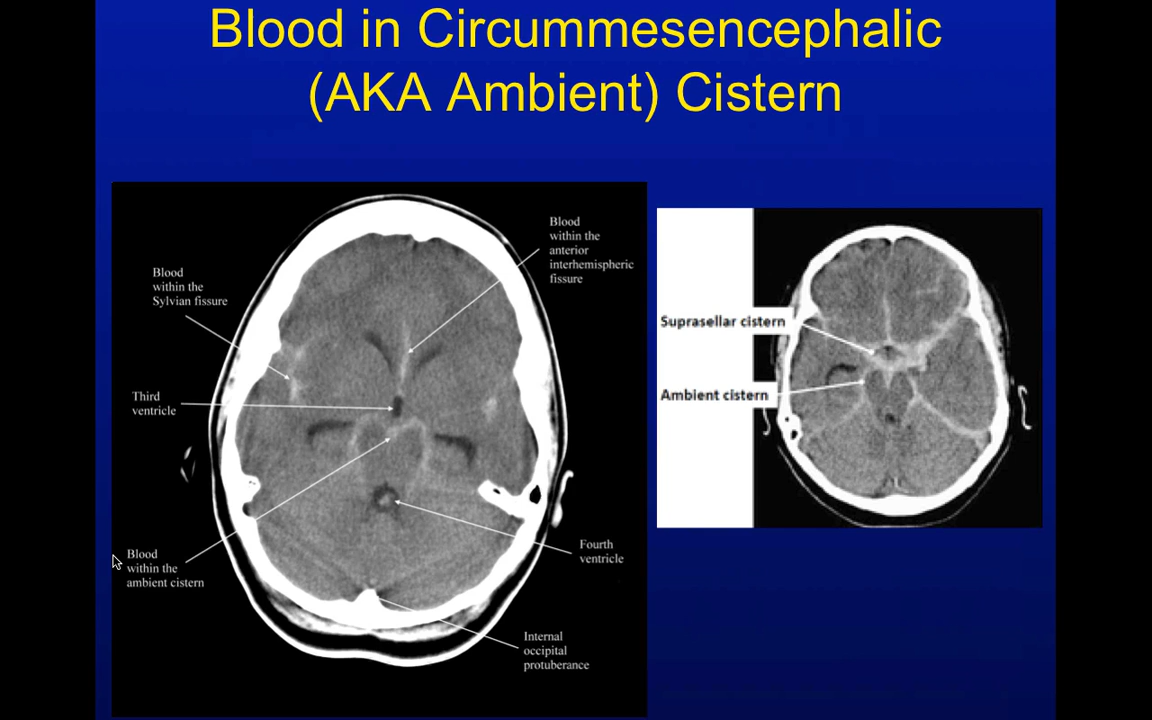 Blood in Circummesencephalic
(AKA Ambient) Cistern
Blood
within the
anterior
interhemispheric
fissure
Blood
within the
Sylvian fissure
Third
ventricle
Blood
within the
ambient cistern
Fourth
ventricle
Internal
occipital
protuberance
Suprasellar cistern
Ambient cistern